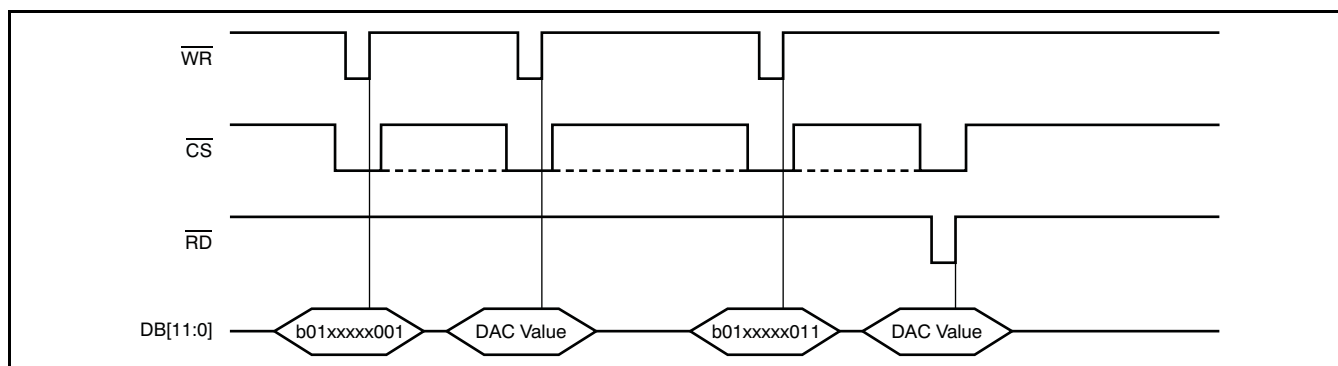 WR
CS
RD
DB[11:0] b01xxxxx001 DAC Value b01xxxxx011 DAC Value